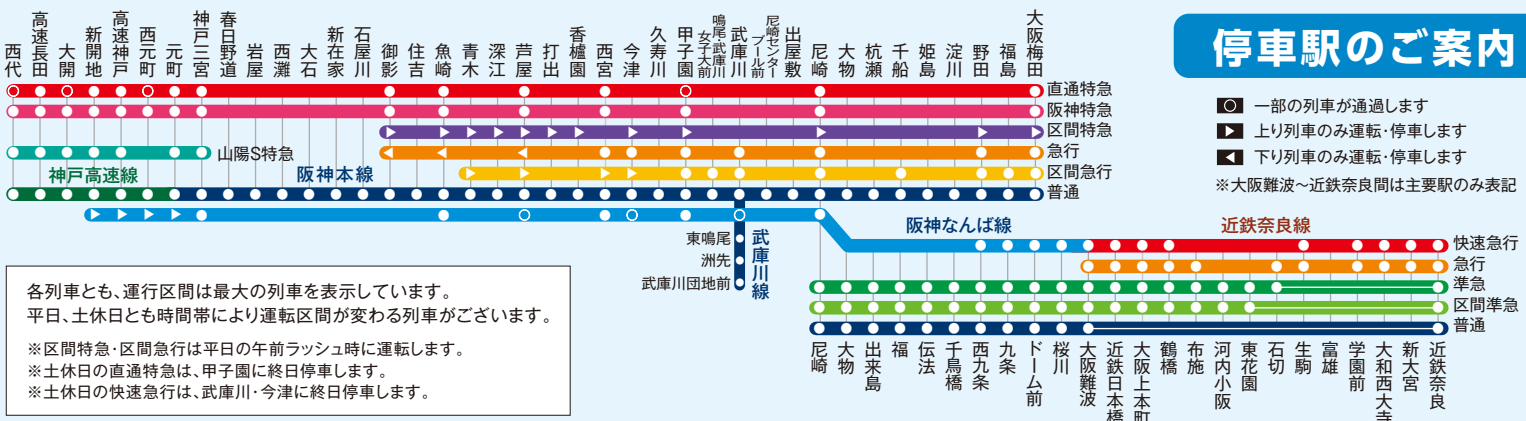 停車駅のご案内
西代
高速長田
大開
新開地
高速神戸
西元町
元町
神戸三宮
春日野道
岩屋
西灘
大石
新在家
石屋川
御影
住吉
魚崎
青木
深江
芦屋
打出
香櫨園
西宮
今津
久寿川
甲子園
鳴尾・武庫川
女子大前
武庫川
尼崎センター
プール前
出屋敷
尼崎
大物
杭瀬
千船
姫島
淀川
野田
福島
大阪梅田
直通特急
阪神特急
区間特急
山陽S特急
急行
区間急行
普通
一部の列車が通過します
上り列車のみ運転・停車します
下り列車のみ運転・停車します
※大阪難波～近鉄奈良間は主要駅のみ表記
神戸高速線
阪神本線
阪神なんば線
近鉄奈良線
快速急行
急行
準急
区間準急
普通
東鳴尾
洲先
武庫川団地前
武庫川線
各列車とも、運行区間は最大の列車を表示しています。
平日、土休日とも時間帯により運転区間が変わる列車がございます。
※区間特急・区間急行は平日の午前ラッシュ時に運転します。
※土休日の直通特急は、甲子園に終日停車します。
※土休日の快速急行は、武庫川・今津に終日停車します。
尼崎
大物
出来島
福
伝法
千鳥橋
西九条
九条
ドーム前
桜川
大阪難波
近鉄日本橋
大阪上本町
鶴橋
布施
河内小阪
東花園
石切
生駒
富雄
学園前
大和西大寺
新大宮
近鉄奈良